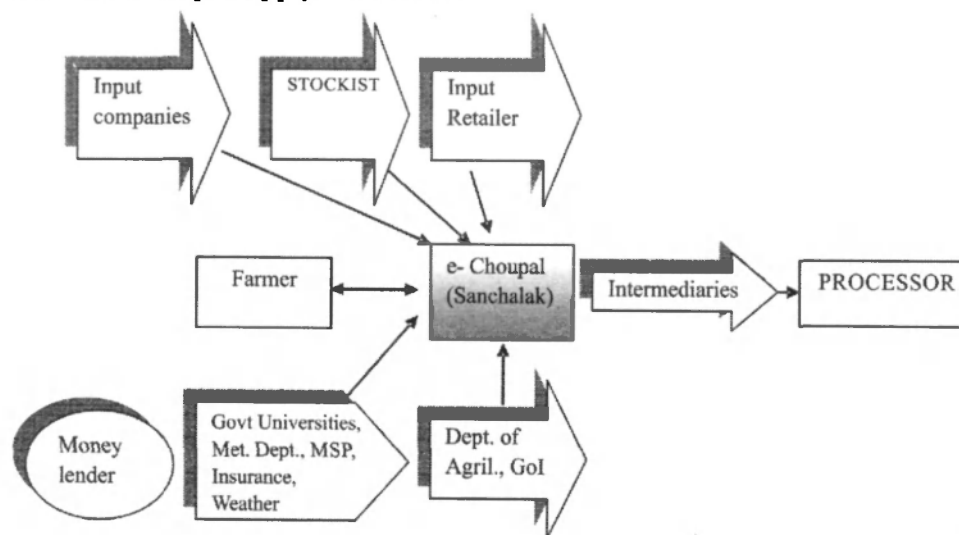 Input
companies
STOCKIST
Input
Retailer
Farmer
e- Choupal
(Sanchalak)
Intermediaries
PROCESSOR
Money
lender
Govt Universities,
Met. Dept., MSP,
Insurance,
Weather
Dept. of
Agril., GoI